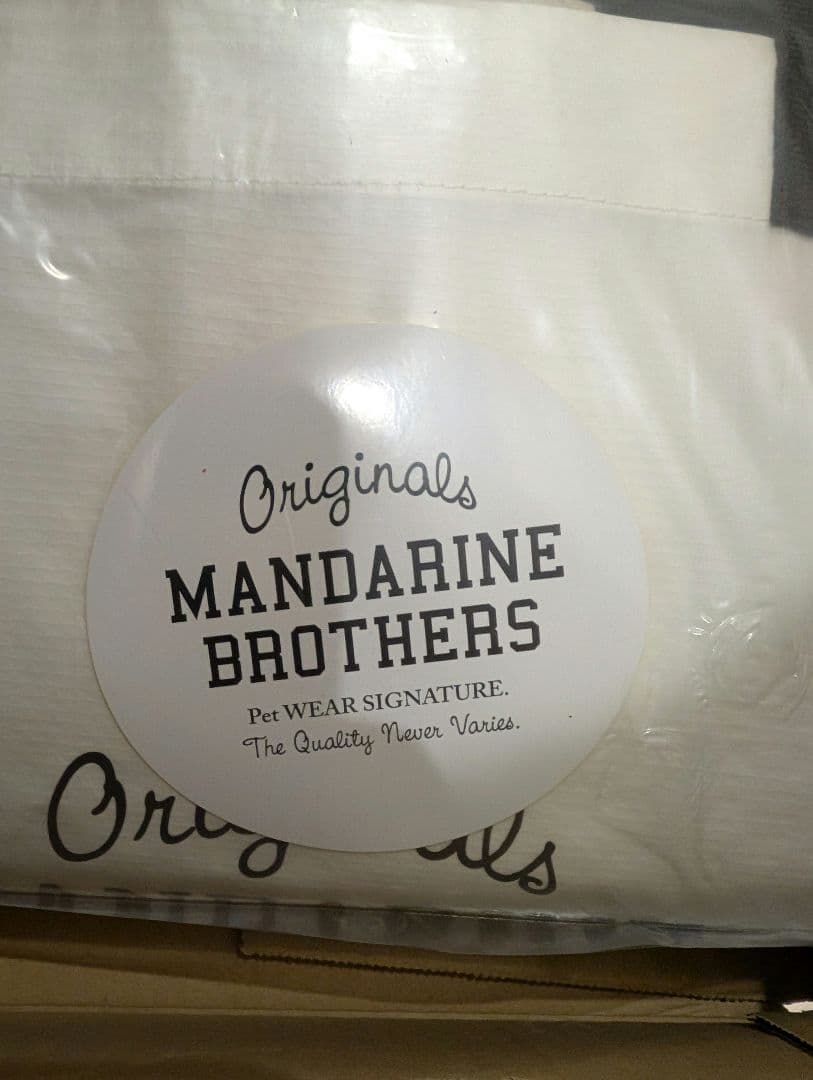 Originals
MANDARINE
BROTHERS
Pet WEAR SIGNATURE.
The Quality Never Varies.